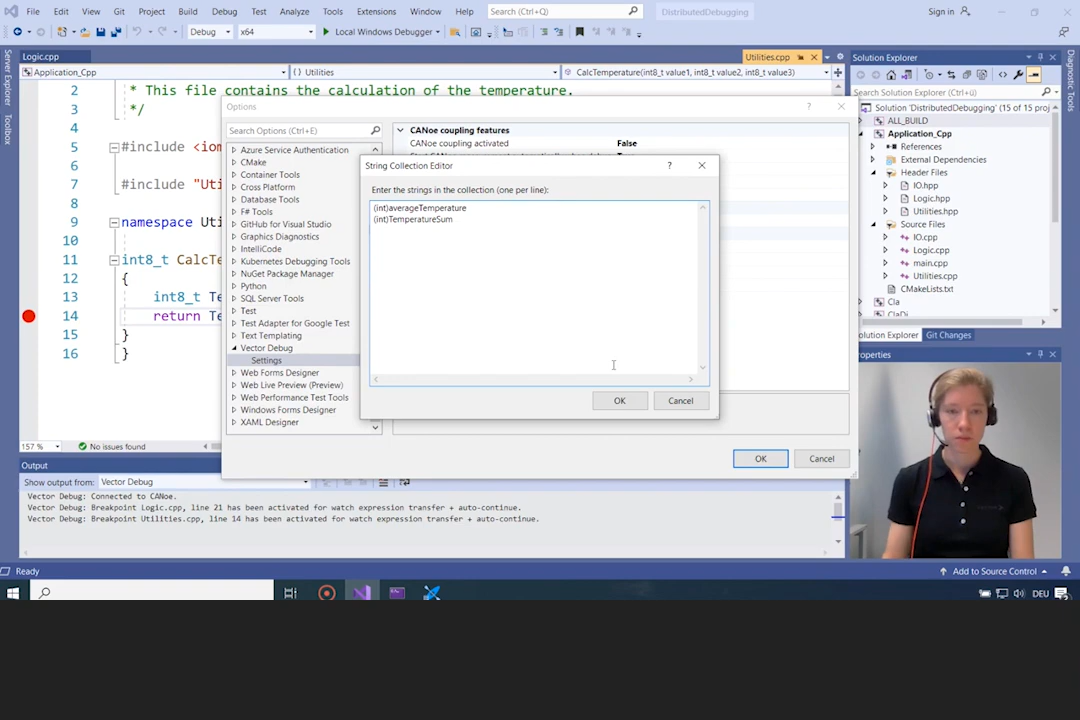 File Edit View Git Project Build Debug Test Analyze Tools Extensions Window Help Search (Ctrl+Q) DistributedDebugging Sign in
Debug x64 Local Windows Debugger
Server Explorer Toolbox
Logic.cpp Utilities.cpp
Application_Cpp {} Utilities CalcTemperature(int8_t value1, int8_t value2, int8_t value3)
2 * This file contains the calculation of the temperature.
3 */
4
5 #include <iom
6
7 #include "Uti
8
9 namespace Uti
10
11 int8_t CalcTe
12 {
13 int8_t Te
14 return Te
15 }
16 }
157 % No issues found
Options ?
Search Options (Ctrl+E)
Azure Service Authentication
CMake
Container Tools
Cross Platform
Database Tools
F# Tools
GitHub for Visual Studio
Graphics Diagnostics
IntelliCode
Kubernetes Debugging Tools
NuGet Package Manager
Python
SQL Server Tools
Test
Test Adapter for Google Test
Text Templating
Vector Debug
Settings
Web Forms Designer
Web Live Preview (Preview)
Web Performance Test Tools
Windows Forms Designer
XAML Designer
CANoe coupling features
CANoe coupling activated False
String Collection Editor ?
Enter the strings in the collection (one per line):
(int)averageTemperature
(int)TemperatureSum
OK Cancel
OK Cancel
Solution Explorer
Search Solution Explorer (Ctrl+ü)
Solution 'DistributedDebugging' (15 of 15 proj
ALL_BUILD
Application_Cpp
References
External Dependencies
Header Files
IO.hpp
Logic.hpp
Utilities.hpp
Source Files
IO.cpp
Logic.cpp
main.cpp
Utilities.cpp
CMakeLists.txt
Cla
ClaDi
olution Explorer Git Changes
roperties
Diagnostic Tools
Output
Show output from: Vector Debug
Vector Debug: Connected to CANoe.
Vector Debug: Breakpoint Logic.cpp, line 21 has been activated for watch expression transfer + auto-continue.
Vector Debug: Breakpoint Utilities.cpp, line 14 has been activated for watch expression transfer + auto-continue.
Ready Add to Source Control
DEU